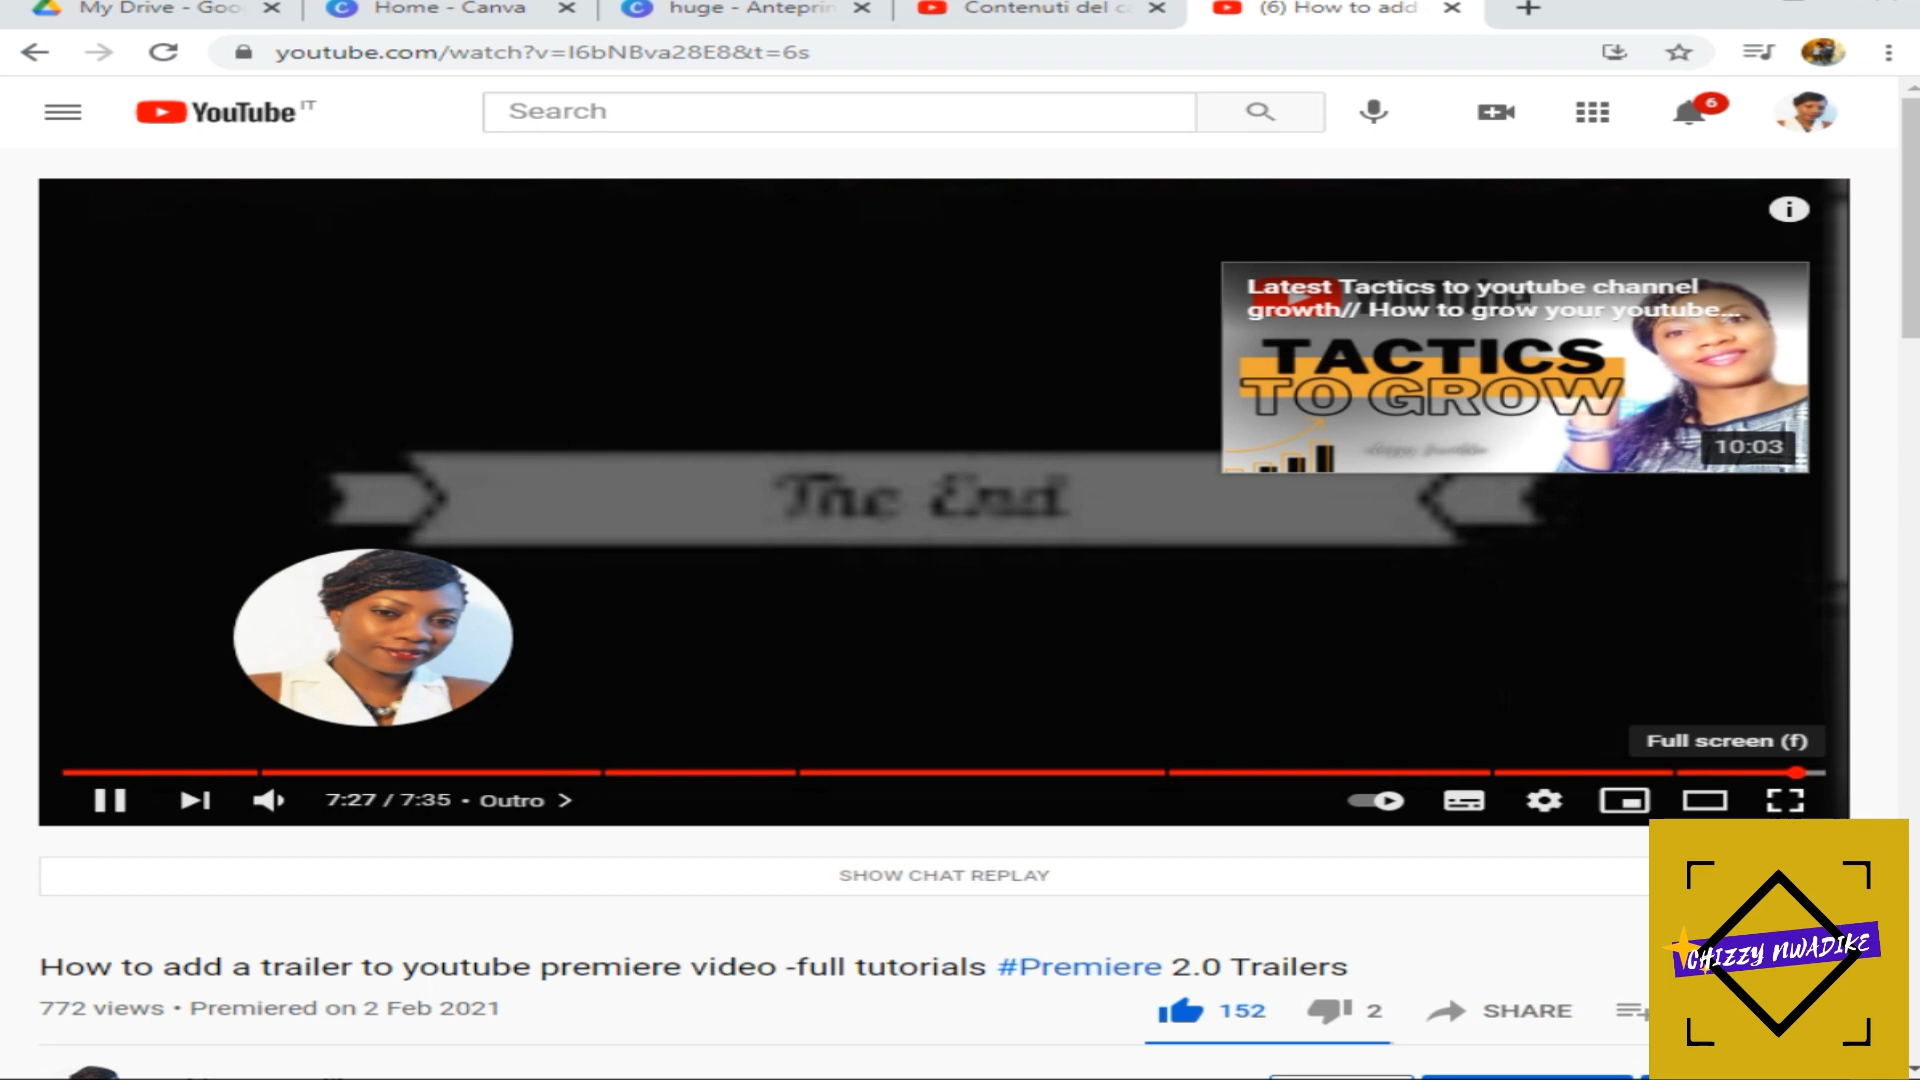 My Drive - Goo
Home - Canva
huge - Anteprin
Contenuti del c
(6) How to add
youtube.com/watch?v=I6bNBva28E8&t=6s
YouTube IT
Search
6
i
Latest Tactics to youtube channel
growth// How to grow your youtube...
TACTICS
TO GROW
10:03
The End
Full screen (f)
7:27 / 7:35 • Outro >
SHOW CHAT REPLAY
How to add a trailer to youtube premiere video -full tutorials #Premiere 2.0 Trailers
772 views • Premiered on 2 Feb 2021
152
2
SHARE
CHIZZY NWADIKE